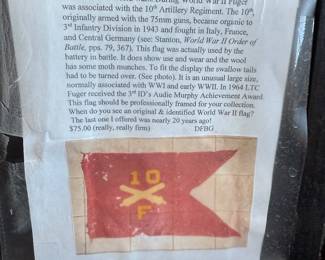 was associated with the 10th Artillery Regiment. The 10th,
originally armed with the 75mm guns, became organic to
3rd Infantry Division in 1943 and fought in Italy, France,
and Central Germany (see: Stanton, World War II Order of
Battle, pps. 79, 367). This flag was actually used by the
battery in battle. It does show use and wear and the wool
has some moth munches. To fit the display the swallow tails
had to be turned over. (See photo). It is an unusual large size,
normally associated with WWI and early WWII. In 1964 LTC
Fuger received the 3rd ID's Audie Murphy Achievement Award.
This flag should be professionally framed for your collection.
When do you see an original & identified World War II flag?
The last one I offered was nearly 20 years ago!
$75.00 (really, really firm) DFBG
10
F